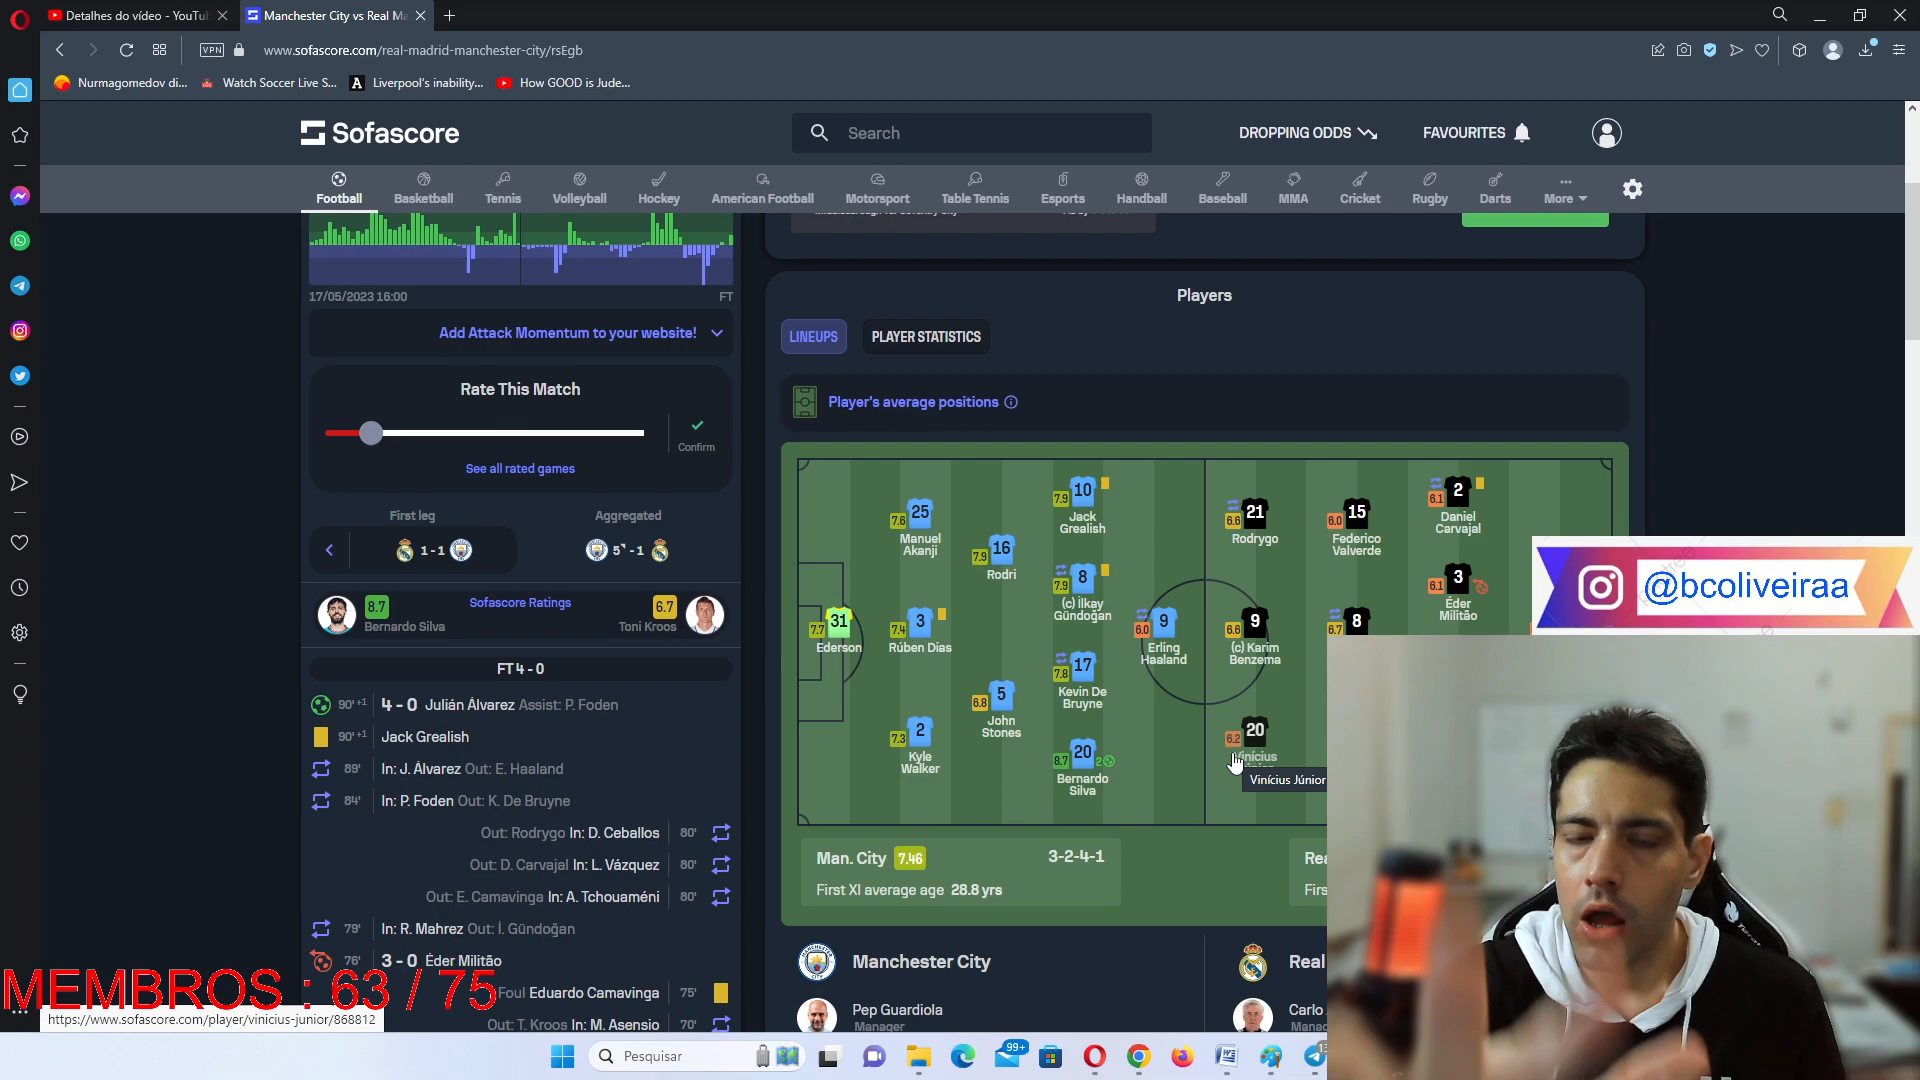 Detalhes do vídeo - YouTu
Manchester City vs Real Ma
VPN
www.sofascore.com/real-madrid-manchester-city/rsEgb
Nurmagomedov di...
Watch Soccer Live S...
A
Liverpool's inability...
How GOOD is Jude...
Sofascore
Search
DROPPING ODDS
FAVOURITES
Football
Basketball
Tennis
Volleyball
Hockey
American Football
Motorsport
Table Tennis
Esports
Handball
Baseball
MMA
Cricket
Rugby
Darts
More
17/05/2023 16:00
FT
Add Attack Momentum to your website!
Rate This Match
Confirm
See all rated games
First leg
Aggregated
1-1
5-1
8.7
Bernardo Silva
Sofascore Ratings
6.7
Toni Kroos
FT 4 - 0
90'+1 4 - 0 Julián Álvarez Assist: P. Foden
90'+1 Jack Grealish
89' In: J. Álvarez Out: E. Haaland
84' In: P. Foden Out: K. De Bruyne
Out: Rodrygo In: D. Ceballos 80'
Out: D. Carvajal In: L. Vázquez 80'
Out: E. Camavinga In: A. Tchouaméni 80'
79' In: R. Mahrez Out: İ. Gündoğan
76' 3 - 0 Éder Militão
Foul Eduardo Camavinga 75'
Out: T. Kroos In: M. Asensio 70'
MEMBROS : 63 / 75
https://www.sofascore.com/player/vinicius-junior/868812
Players
LINEUPS
PLAYER STATISTICS
Player's average positions
31
7.7
Ederson
25
7.6
Manuel
Akanji
3
7.4
Rúben Dias
2
7.3
Kyle
Walker
16
7.9
Rodri
5
6.8
John
Stones
10
7.9
Jack
Grealish
8
7.9
(c) İlkay
Gündoğan
17
7.8
Kevin De
Bruyne
20
8.7
2
Bernardo
Silva
9
6.0
Erling
Haaland
21
6.6
Rodrygo
9
6.6
(c) Karim
Benzema
20
6.2
Vinícius
Vinícius Júnior
15
6.0
Federico
Valverde
8
6.7
2
6.1
Daniel
Carvajal
3
6.1
Éder
Militão
@bcoliveiraa
Man. City 7.46
3-2-4-1
First XI average age 28.8 yrs
Rea
Firs
Manchester City
Real
Pep Guardiola
Manager
Carlo
Manag
Pesquisar
99+